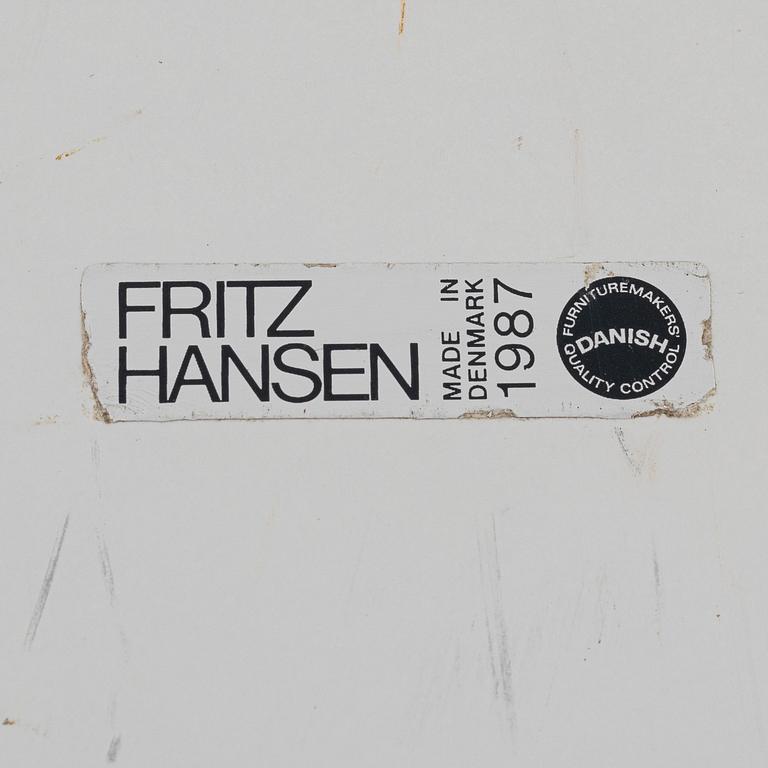 FRITZ
HANSEN
MADE IN
DENMARK
1987
FURNITUREMAKERS'
DANISH
QUALITY CONTROL